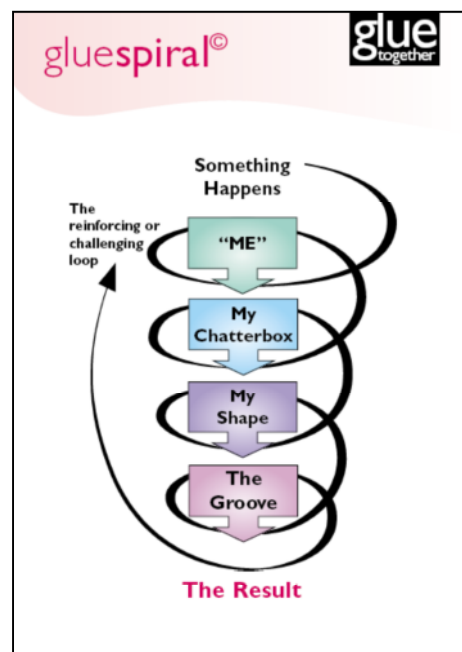 gluespiral©
glue
together
Something
Happens
The
reinforcing or
challenging
loop
“ME”
My
Chatterbox
My
Shape
The
Groove
The Result